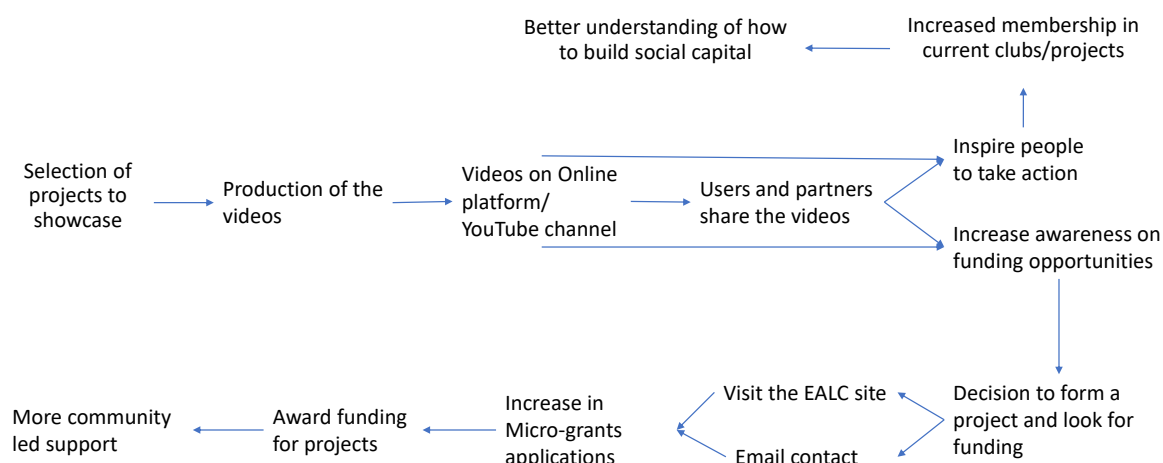 Better understanding of how
to build social capital
Increased membership in
current clubs/projects
Selection of
projects to
showcase
Production of the
videos
Videos on Online
platform/
YouTube channel
Users and partners
share the videos
Inspire people
to take action
Increase awareness on
funding opportunities
More community
led support
Award funding
for projects
Increase in
Micro-grants
applications
Visit the EALC site
Email contact
Decision to form a
project and look for
funding